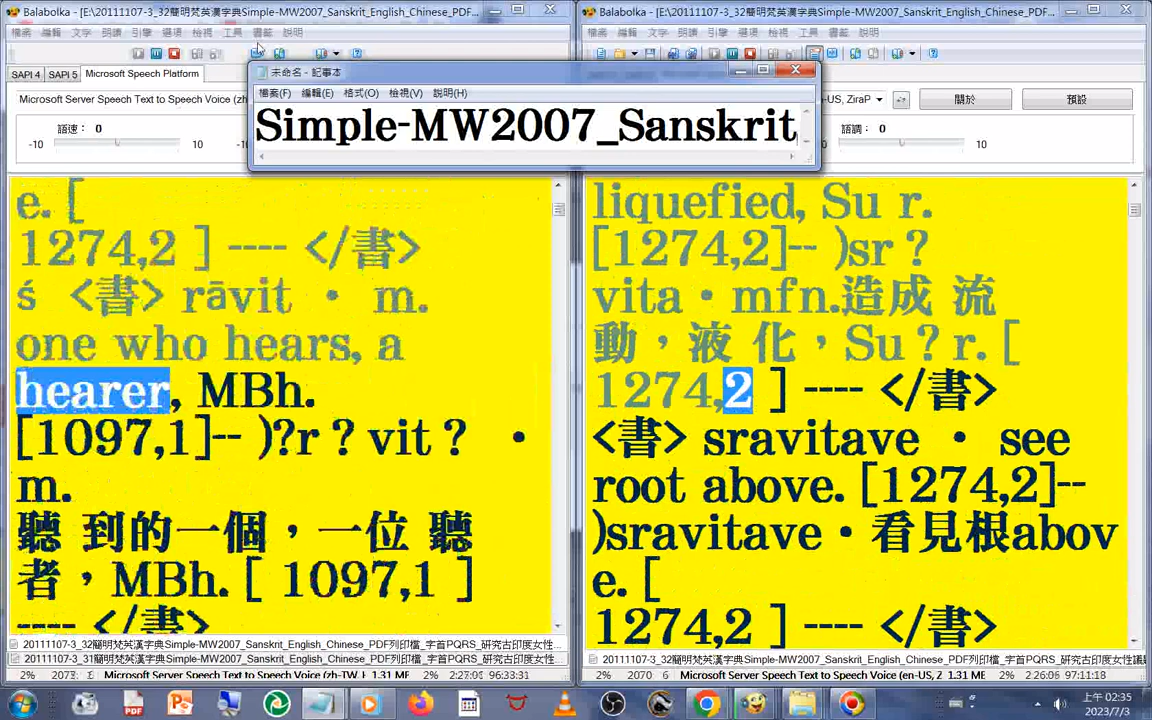 Balabolka - [E:\20111107-3_32簡明梵英漢字典Simple-MW2007_Sanskrit_English_Chinese_PDF...
Balabolka - [E:\20111107-3_32簡明梵英漢字典Simple-MW2007_Sanskrit_English_Chinese_PDF...
檔案 編輯 文字 朗讀 引擎 選項 檢視 工具 書籤 說明
檔案 編輯 文字 朗讀 引擎 選項 檢視 工具 書籤 說明
SAPI 4 SAPI 5 Microsoft Speech Platform
未命名 - 記事本
檔案(F) 編輯(E) 格式(O) 檢視(V) 說明(H)
Simple-MW2007_Sanskrit
Microsoft Server Speech Text to Speech Voice (zh
-US, ZiraP
關於
預設
語速： 0
-10 10 -10
語調： 0
10
e. [
1274,2 ] ---- </書>
ś <書> rāvit • m.
one who hears, a
hearer, MBh.
[1097,1]-- )?r ? vit ? •
m.
聽 到的一個，一位 聽
者，MBh. [ 1097,1 ]
---- </書>
liquefied, Su r.
[1274,2]-- )sr ?
vita • mfn.造成 流
動，液 化，Su ? r. [
1274,2 ] ---- </書>
<書> sravitave • see
root above. [1274,2]--
)sravitave • 看見根abov
e. [
1274,2 ] ---- </書>
20111107-3_32簡明梵英漢字典Simple-MW2007_Sanskrit_English_Chinese_PDF列印檔_字首PQRS_研究古印度女性...
20111107-3_31簡明梵英漢字典Simple-MW2007_Sanskrit_English_Chinese_PDF列印檔_字首PQRS_研究古印度女性...
20111107-3_32簡明梵英漢字典Simple-MW2007_Sanskrit_English_Chinese_PDF列印檔_字首PQRS_研究古印度女性議題
2% 2073: Microsoft Server Speech Text to Speech Voice (zh-TW, 1.31 MB 2% 2:27:09 96:33:31
2% 2070 Microsoft Server Speech Text to Speech Voice (en-US, Z 1.31 MB 2% 2:26:06 97:11:18
上午 02:35
2023/7/3